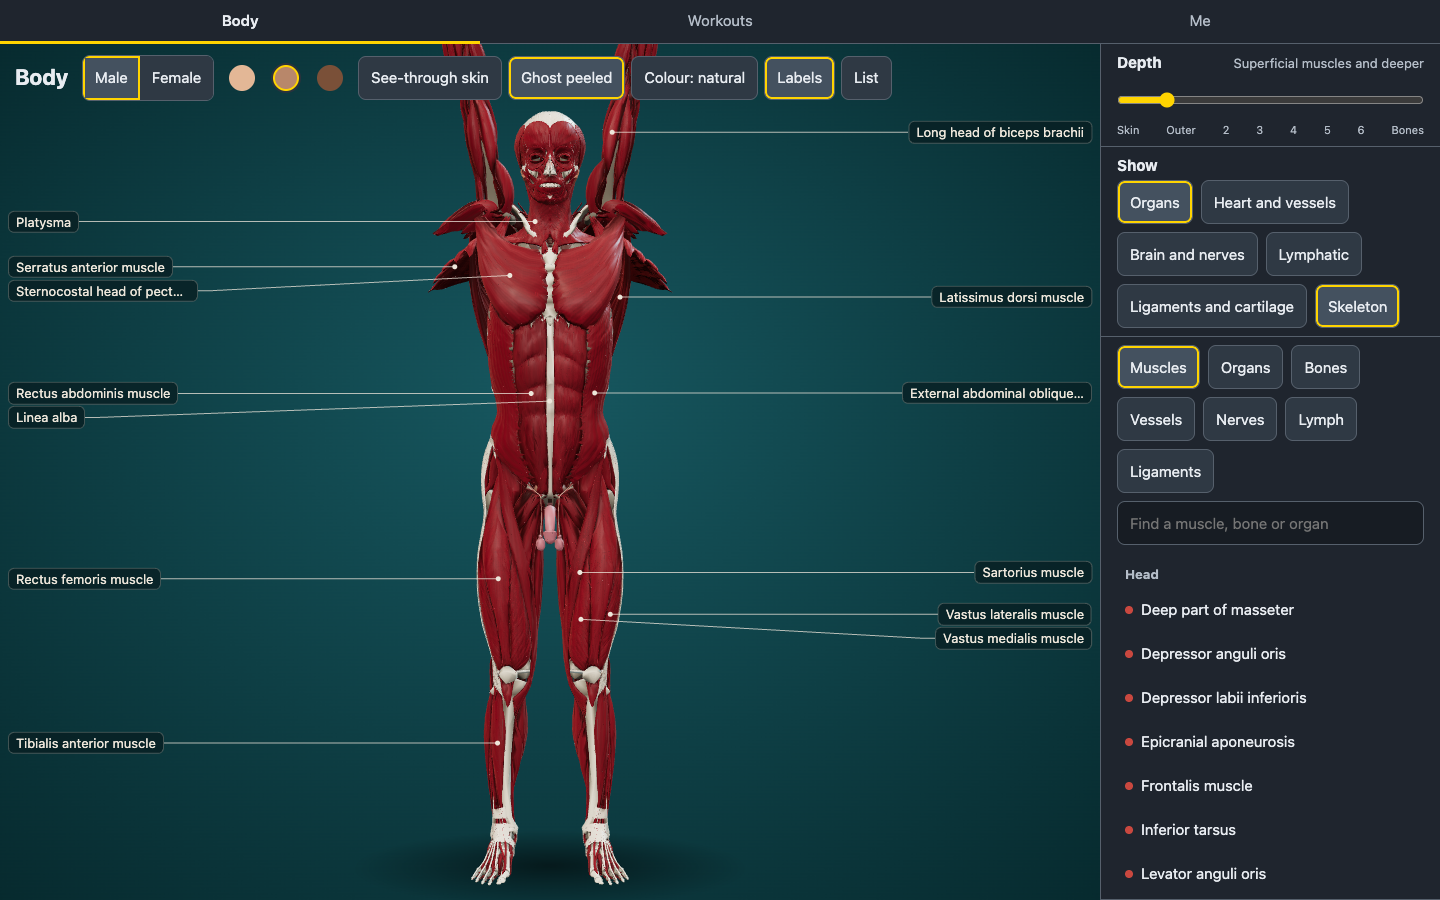 Body
Workouts
Me
Body
Male
Female
See-through skin
Ghost peeled
Colour: natural
Labels
List
Depth
Superficial muscles and deeper
Skin
Outer
2
3
4
5
6
Bones
Show
Organs
Heart and vessels
Brain and nerves
Lymphatic
Ligaments and cartilage
Skeleton
Muscles
Organs
Bones
Vessels
Nerves
Lymph
Ligaments
Find a muscle, bone or organ
Head
Deep part of masseter
Depressor anguli oris
Depressor labii inferioris
Epicranial aponeurosis
Frontalis muscle
Inferior tarsus
Levator anguli oris
Long head of biceps brachii
Platysma
Serratus anterior muscle
Sternocostal head of pect...
Latissimus dorsi muscle
Rectus abdominis muscle
Linea alba
External abdominal oblique...
Rectus femoris muscle
Sartorius muscle
Vastus lateralis muscle
Vastus medialis muscle
Tibialis anterior muscle